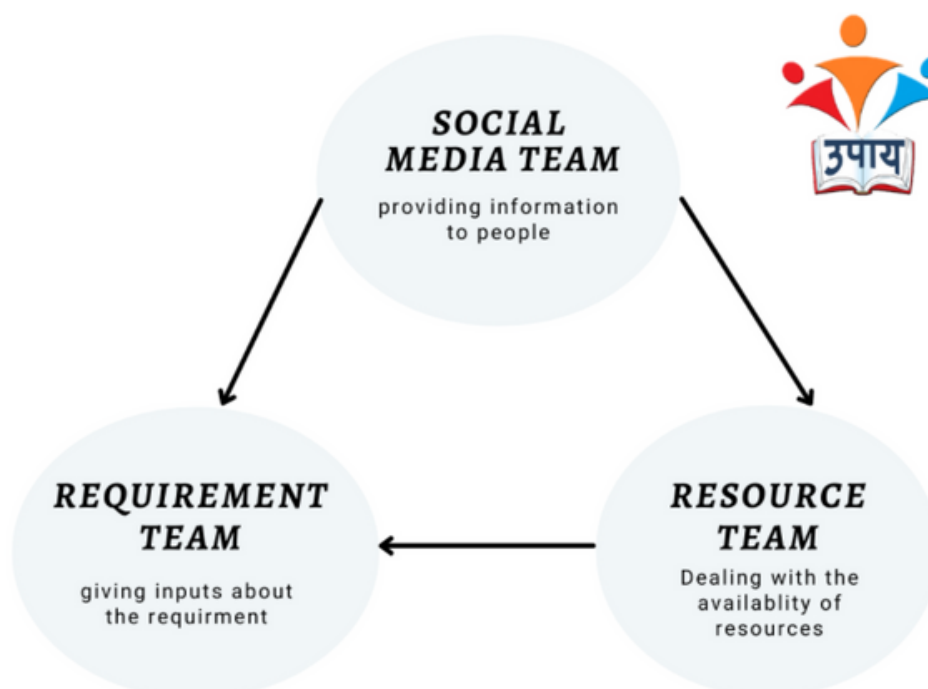 SOCIAL
MEDIA TEAM
providing information
to people
उपाय
REQUIREMENT
TEAM
giving inputs about
the requirment
RESOURCE
TEAM
Dealing with the
availablity of
resources